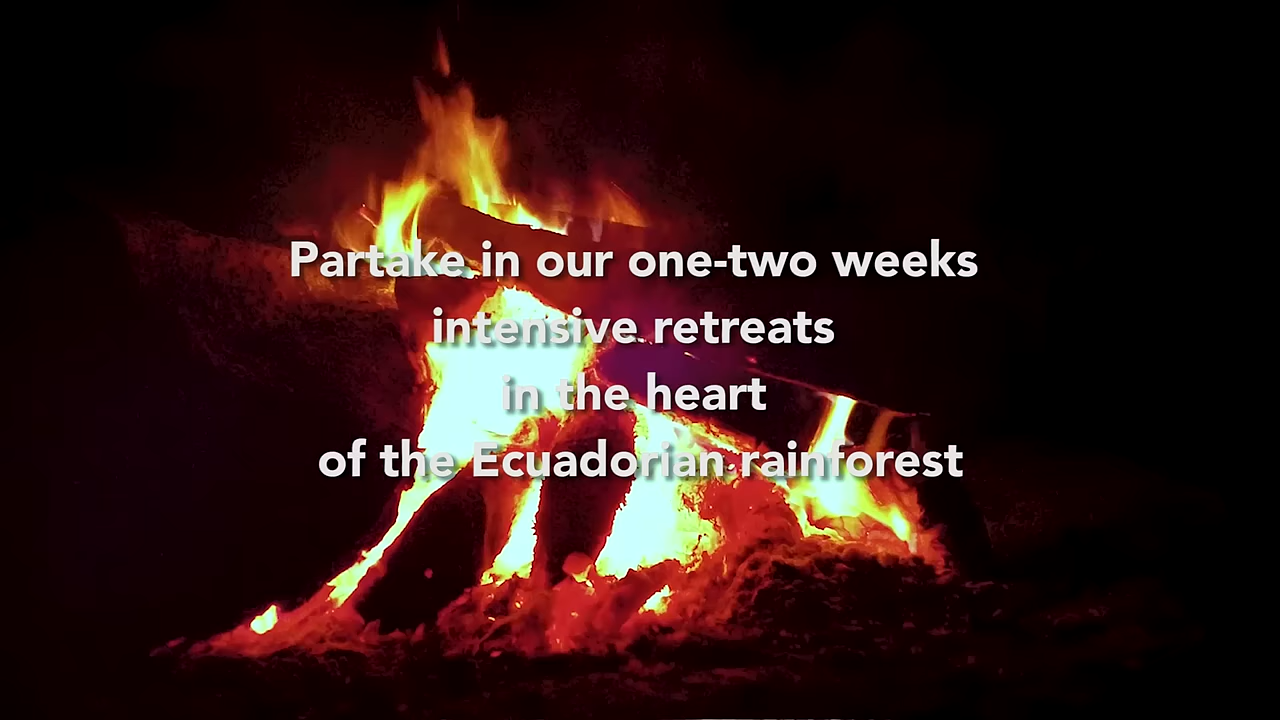 Partake in our one-two weeks
intensive retreats
in the heart
of the Ecuadorian rainforest